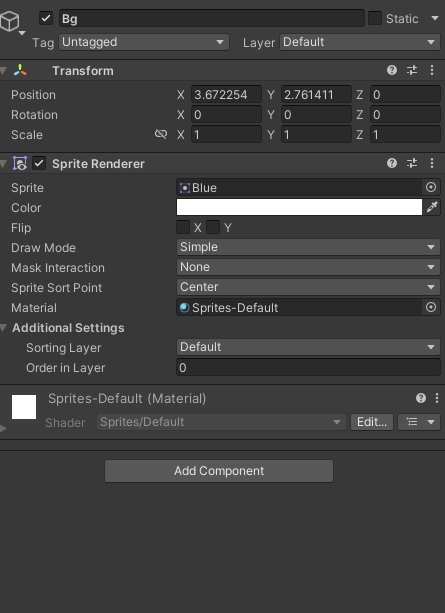 Bg Static
Tag Untagged Layer Default
Transform
Position X 3.672254 Y 2.761411 Z 0
Rotation X 0 Y 0 Z 0
Scale X 1 Y 1 Z 1
Sprite Renderer
Sprite Blue
Color
Flip X Y
Draw Mode Simple
Mask Interaction None
Sprite Sort Point Center
Material Sprites-Default
Additional Settings
Sorting Layer Default
Order in Layer 0
Sprites-Default (Material)
Shader Sprites/Default Edit...
Add Component